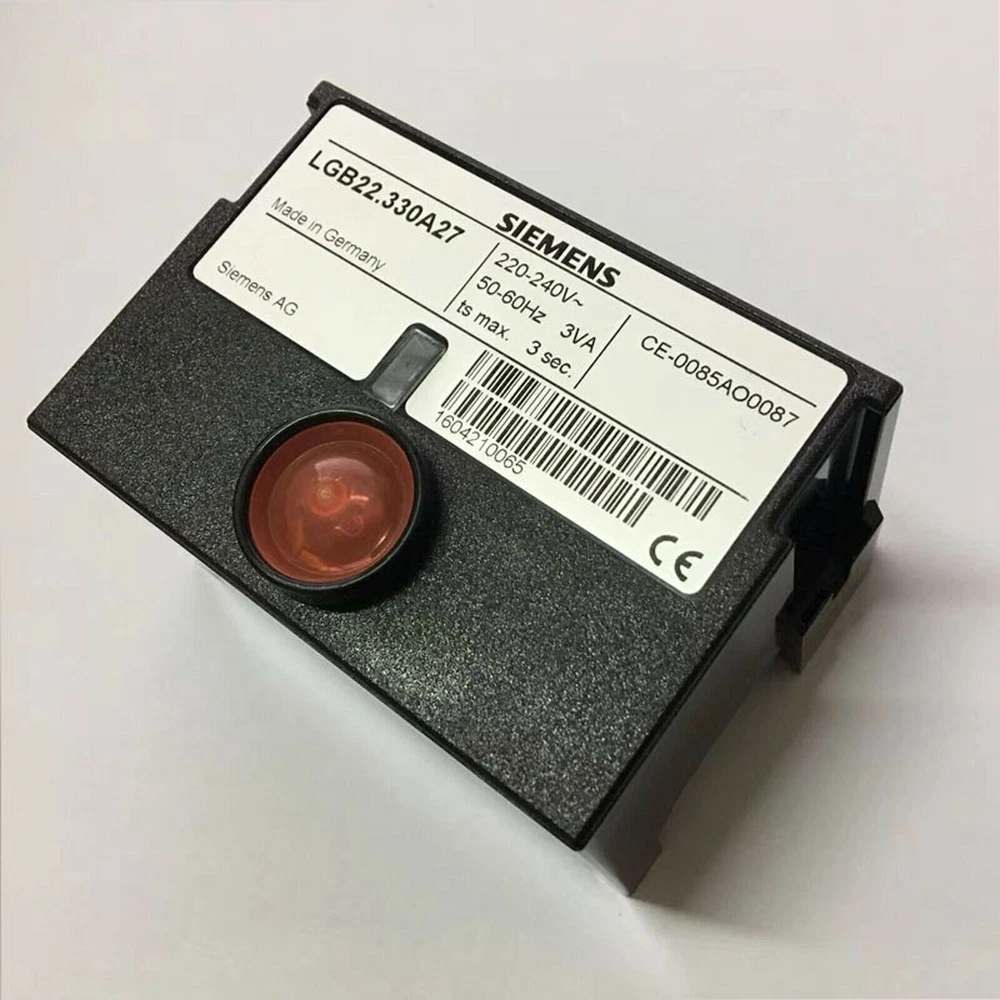 SIEMENS
LGB22.330A27
Made in Germany
Siemens AG
220-240V~
50-60Hz 3VA
ts max. 3 sec.
CE-0085AO0087
1604210065
CE